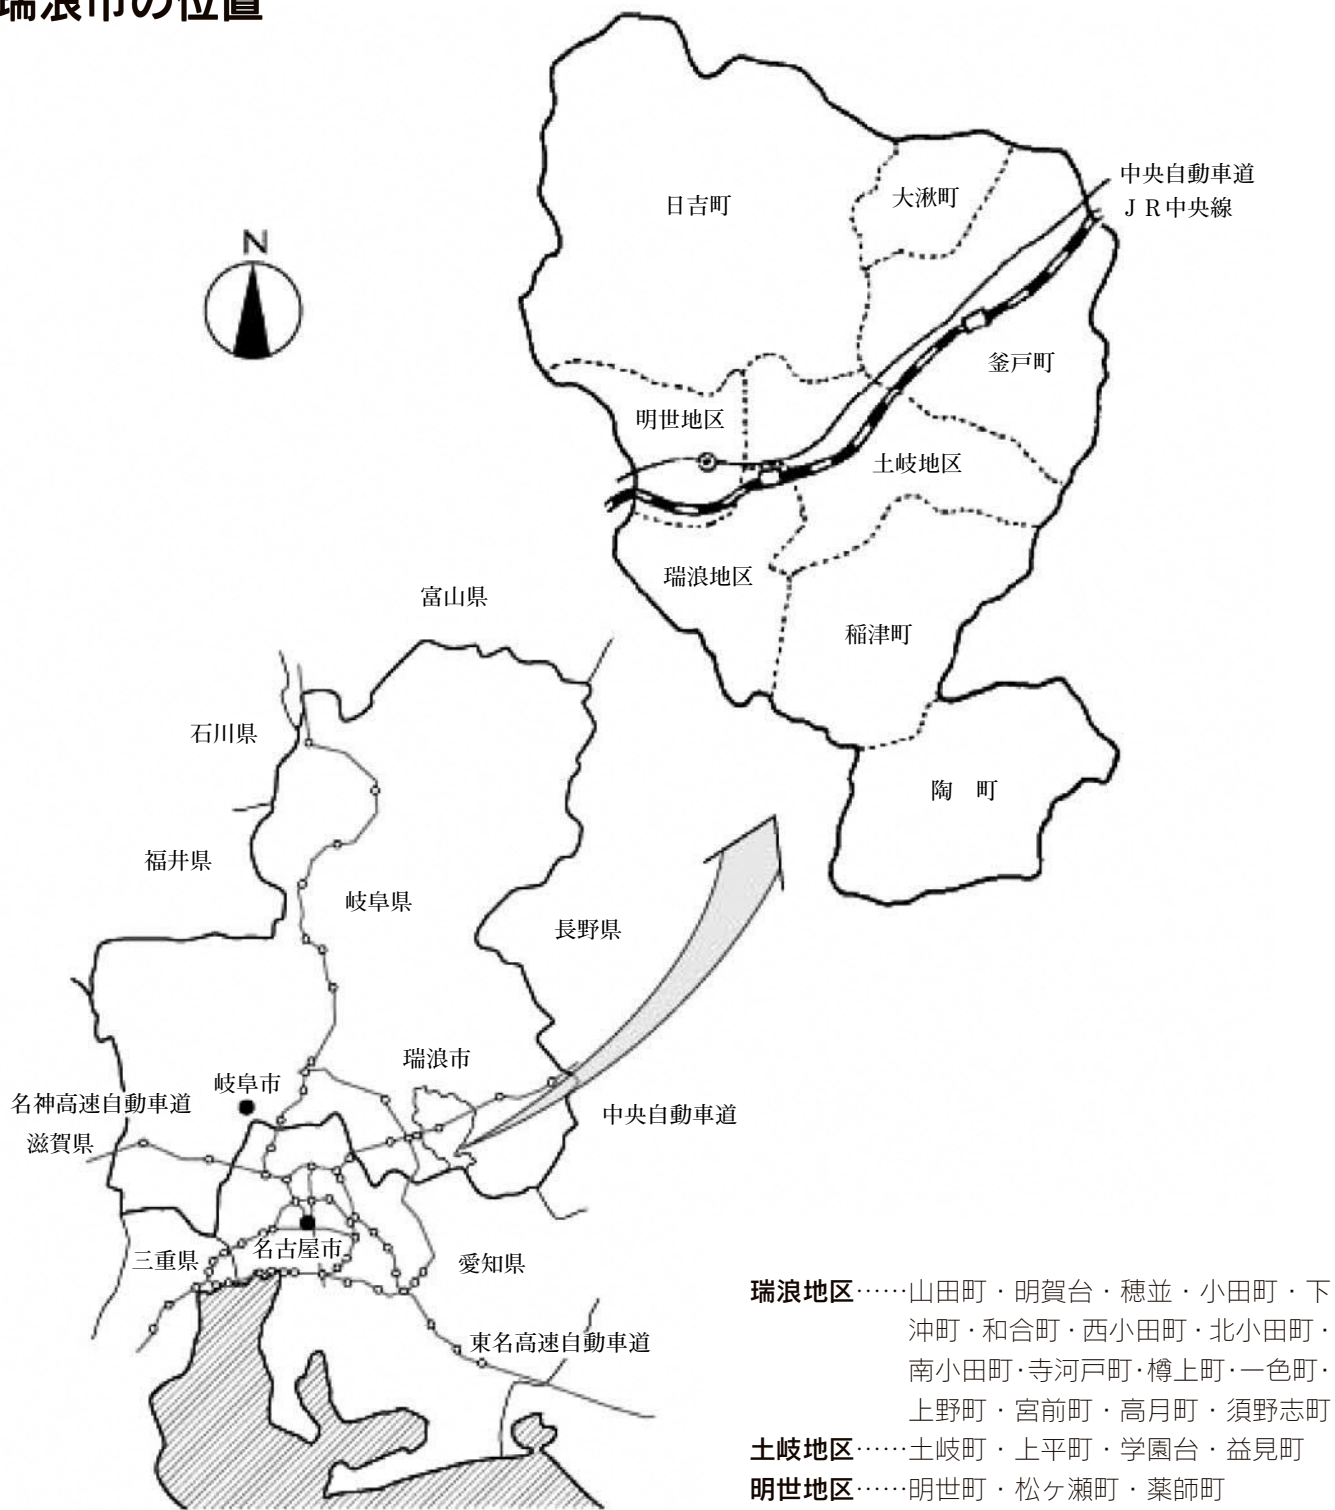 瑞浪市の位置
中央自動車道
JR中央線
日吉町
大湫町
N
釜戸町
明世地区
土岐地区
瑞浪地区
稲津町
陶 町
富山県
石川県
福井県
岐阜県
長野県
瑞浪市
岐阜市
名神高速自動車道
滋賀県
中央自動車道
三重県
名古屋市
愛知県
東名高速自動車道
瑞浪地区……山田町・明賀台・穂並・小田町・下
沖町・和合町・西小田町・北小田町・
南小田町・寺河戸町・樽上町・一色町・
上野町・宮前町・高月町・須野志町
土岐地区……土岐町・上平町・学園台・益見町
明世地区……明世町・松ヶ瀬町・薬師町